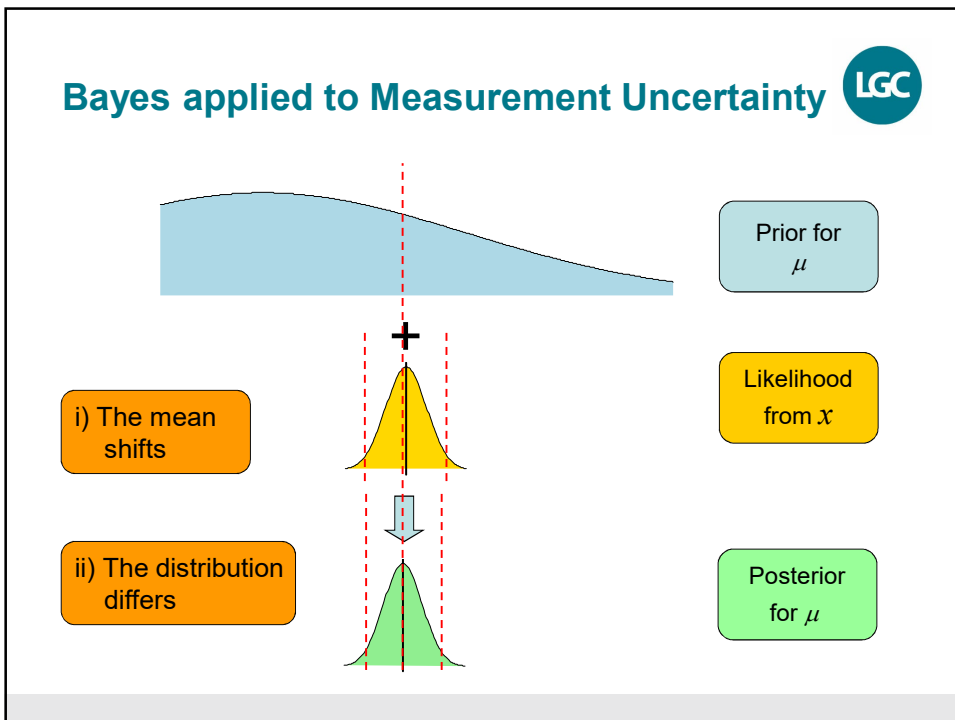 Bayes applied to Measurement Uncertainty
LGC
Prior for
μ
+
Likelihood
from x
i) The mean
shifts
ii) The distribution
differs
Posterior
for μ